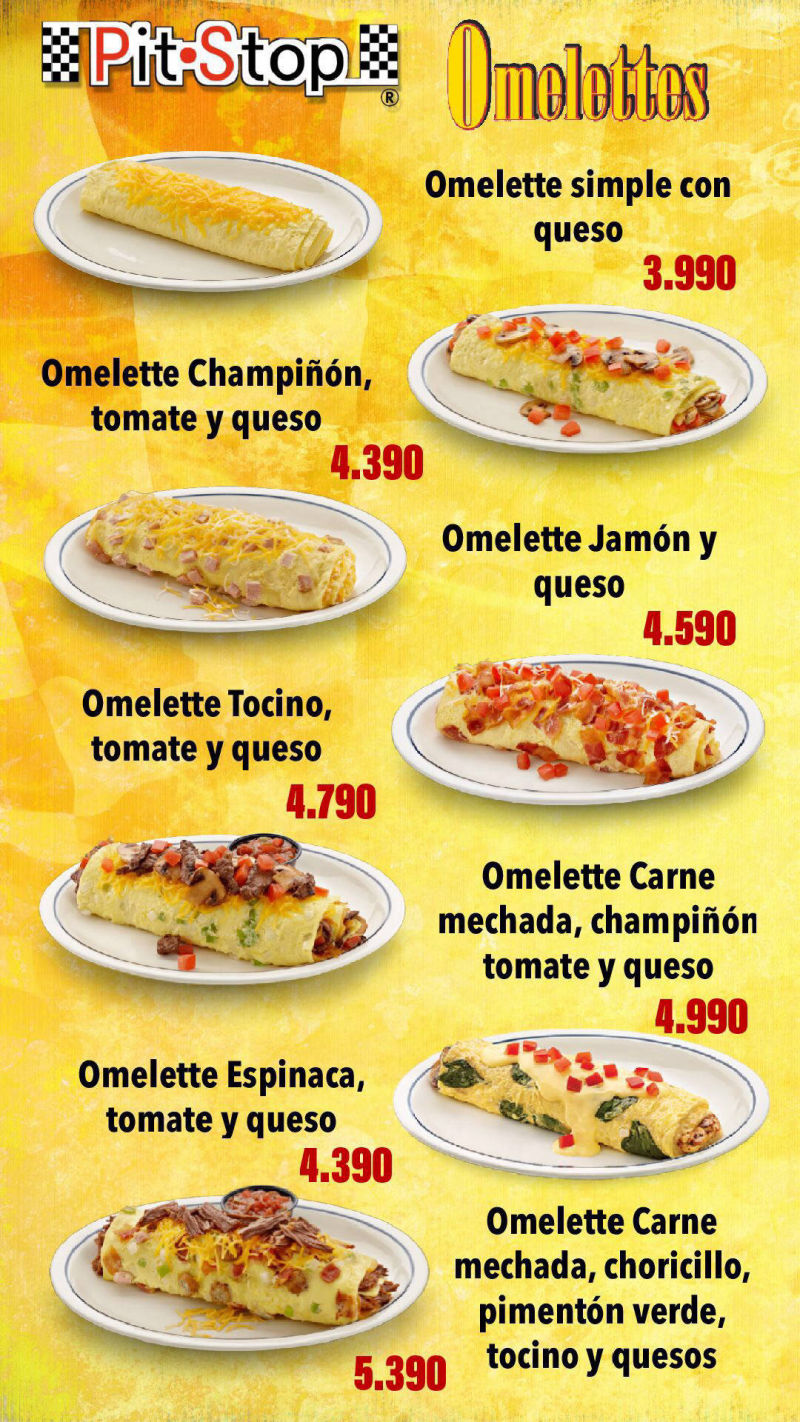 Pit•Stop
®
Omelettes
Omelette simple con
queso
3.990
Omelette Champiñón,
tomate y queso
4.390
Omelette Jamón y
queso
4.590
Omelette Tocino,
tomate y queso
4.790
Omelette Carne
mechada, champiñón
tomate y queso
4.990
Omelette Espinaca,
tomate y queso
4.390
Omelette Carne
mechada, choricillo,
pimentón verde,
tocino y quesos
5.390